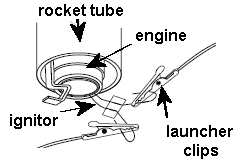 rocket tube
engine
ignitor
launcher
clips